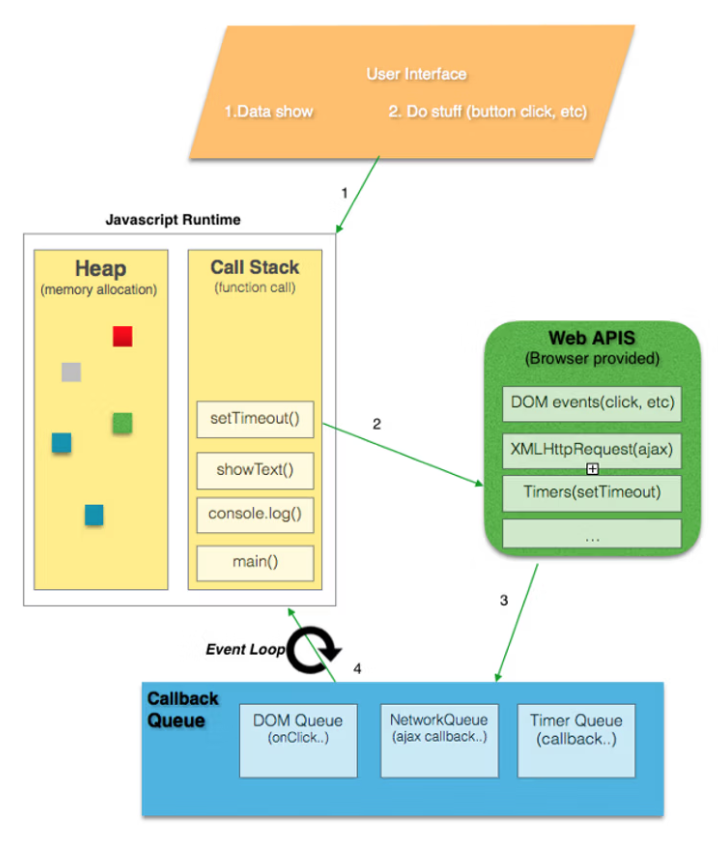 User Interface
1.Data show
2. Do stuff (button click, etc)
1
Javascript Runtime
Heap
(memory allocation)
Call Stack
(function call)
setTimeout()
showText()
console.log()
main()
2
Web APIS
(Browser provided)
DOM events(click, etc)
XMLHttpRequest(ajax)
Timers(setTimeout)
...
3
Event Loop
4
Callback
Queue
DOM Queue
(onClick..)
NetworkQueue
(ajax callback..)
Timer Queue
(callback..)